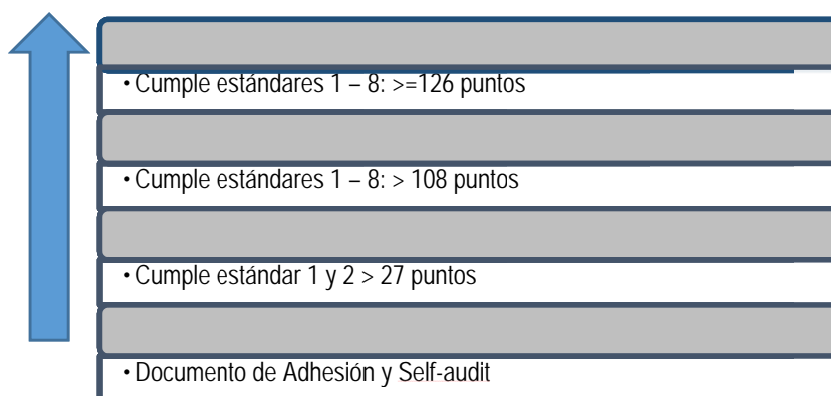 • Cumple estándares 1 – 8: >=126 puntos
• Cumple estándares 1 – 8: > 108 puntos
• Cumple estándar 1 y 2 > 27 puntos
• Documento de Adhesión y Self-audit